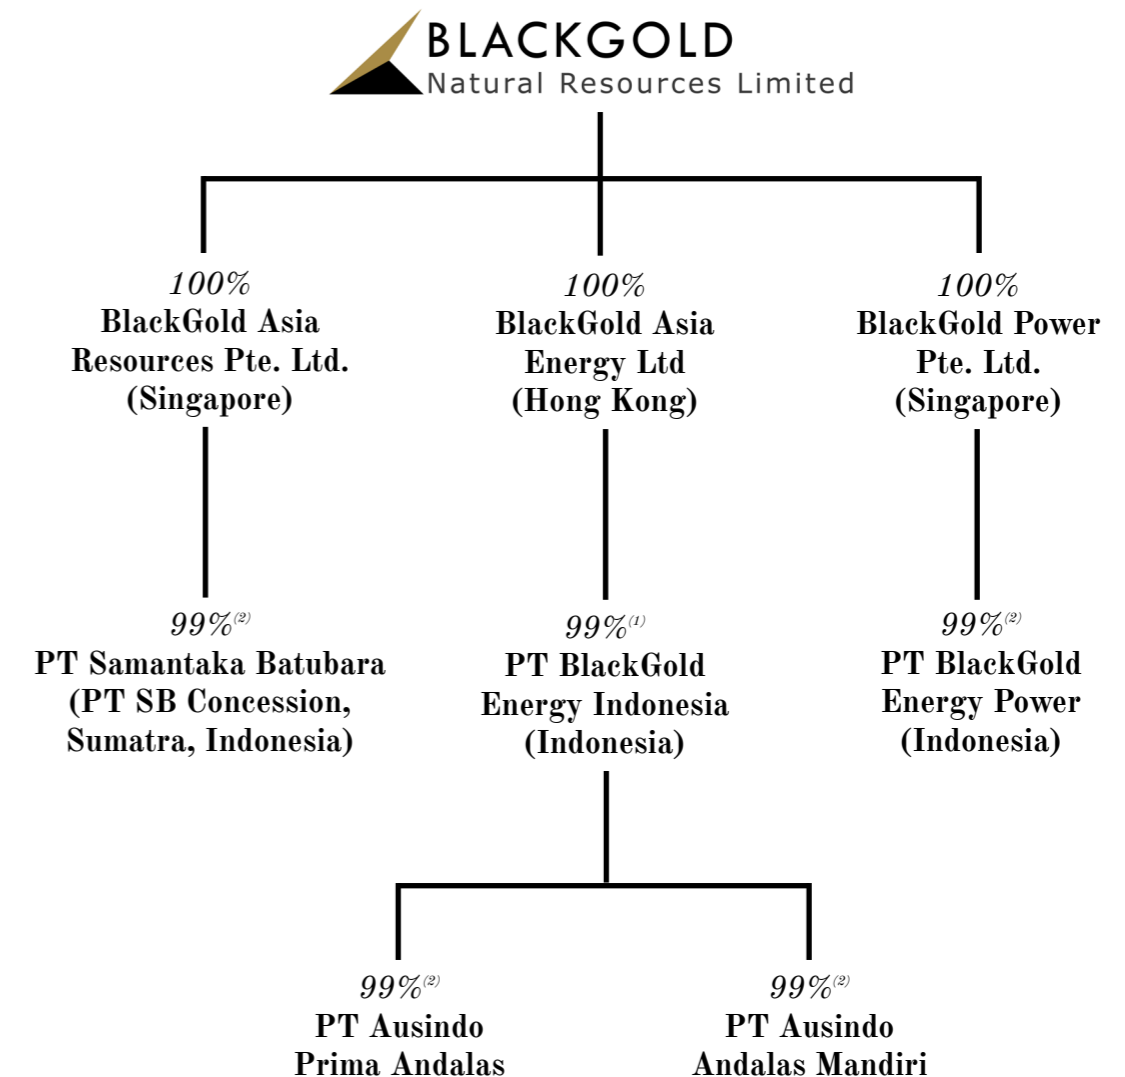 BLACKGOLD
Natural Resources Limited
100%
BlackGold Asia
Resources Pte. Ltd.
(Singapore)
100%
BlackGold Asia
Energy Ltd
(Hong Kong)
100%
BlackGold Power
Pte. Ltd.
(Singapore)
99%(2)
PT Samantaka Batubara
(PT SB Concession,
Sumatra, Indonesia)
99%(1)
PT BlackGold
Energy Indonesia
(Indonesia)
99%(2)
PT BlackGold
Energy Power
(Indonesia)
99%(2)
PT Ausindo
Prima Andalas
99%(2)
PT Ausindo
Andalas Mandiri